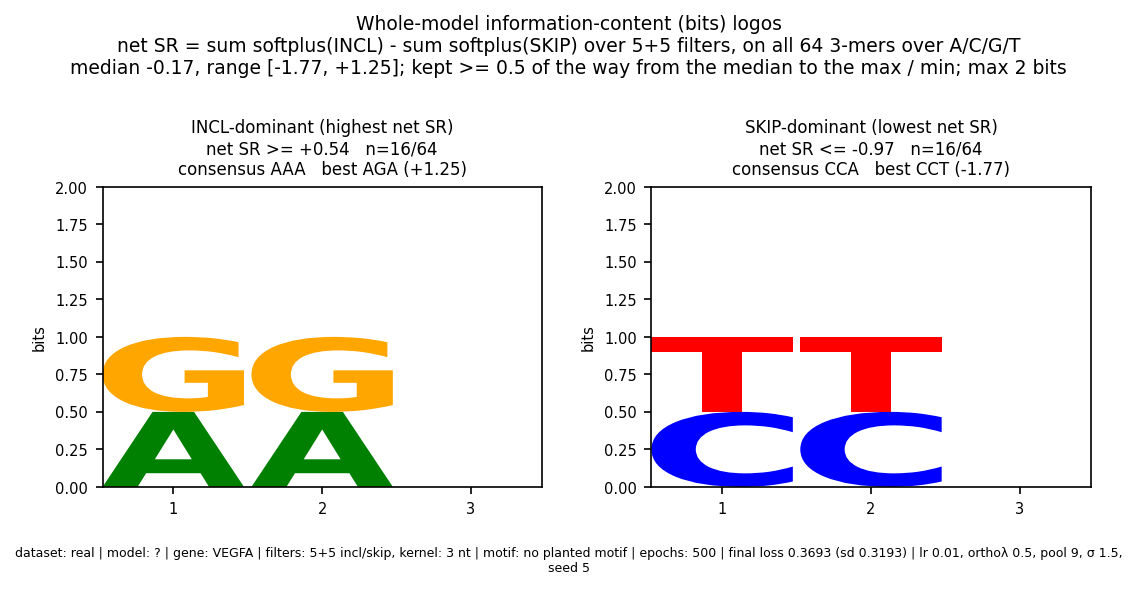 Whole-model information-content (bits) logos
net SR = sum softplus(INCL) - sum softplus(SKIP) over 5+5 filters, on all 64 3-mers over A/C/G/T
median -0.17, range [-1.77, +1.25]; kept >= 0.5 of the way from the median to the max / min; max 2 bits
INCL-dominant (highest net SR)
net SR >= +0.54   n=16/64
consensus AAA   best AGA (+1.25)
2.00
1.75
1.50
1.25
1.00
0.75
0.50
0.25
0.00
bits
G G
A A
1 2 3
SKIP-dominant (lowest net SR)
net SR <= -0.97   n=16/64
consensus CCA   best CCT (-1.77)
2.00
1.75
1.50
1.25
1.00
0.75
0.50
0.25
0.00
bits
T T
C C
1 2 3
dataset: real | model: ? | gene: VEGFA | filters: 5+5 incl/skip, kernel: 3 nt | motif: no planted motif | epochs: 500 | final loss 0.3693 (sd 0.3193) | lr 0.01, orthoλ 0.5, pool 9, σ 1.5,
seed 5